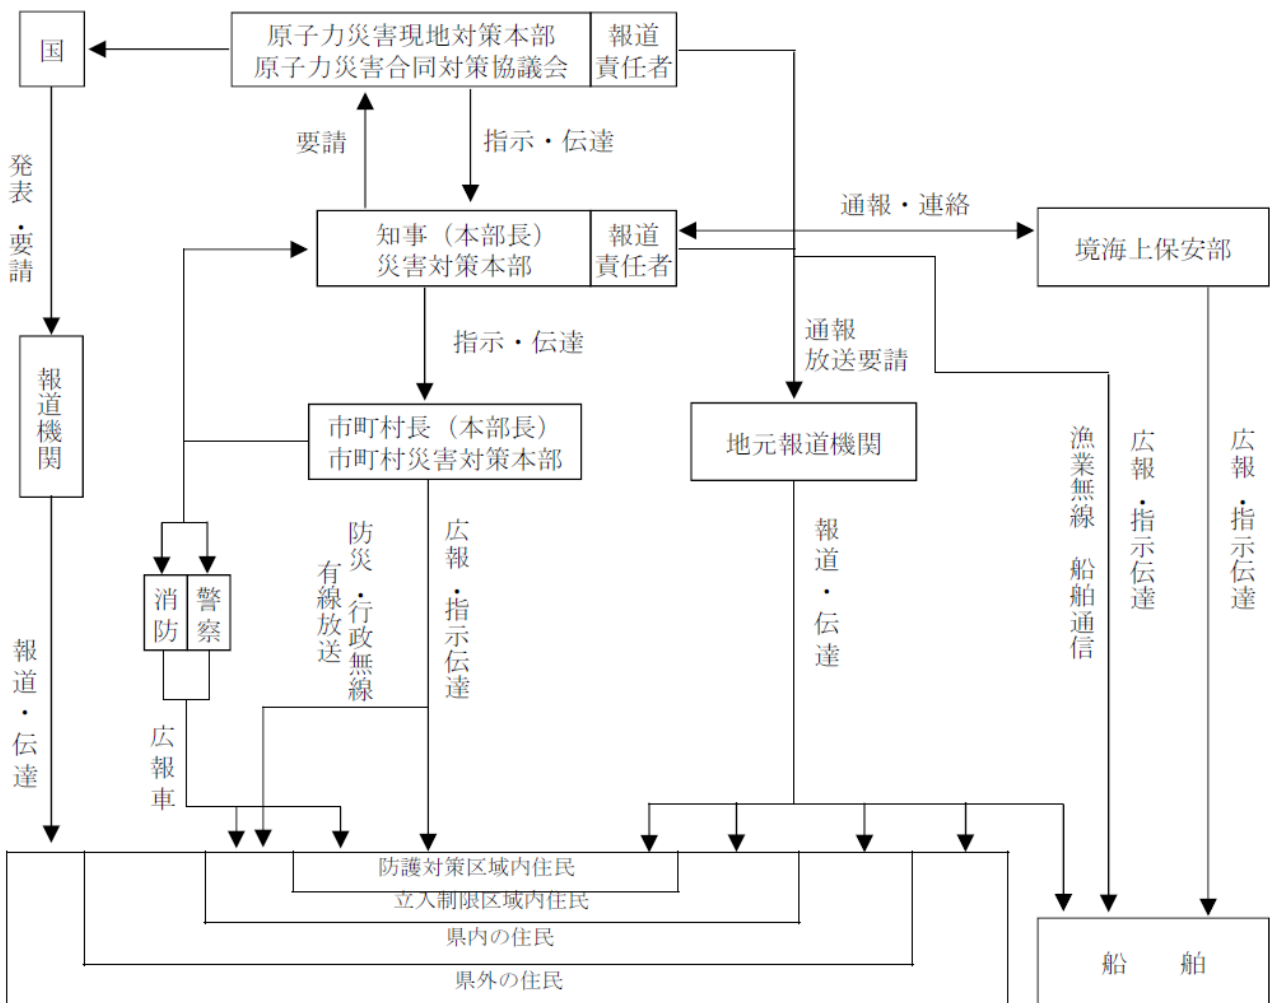 国
原子力災害現地対策本部
原子力災害合同対策協議会
報道
責任者
要請
指示・伝達
発表・要請
知事（本部長）
災害対策本部
報道
責任者
通報・連絡
境海上保安部
指示・伝達
通報
放送要請
報道機関
市町村長（本部長）
市町村災害対策本部
地元報道機関
漁業無線 船舶通信
広報・指示伝達
広報・指示伝達
防災・行政無線
有線放送
広報・指示伝達
報道・伝達
消防
警察
報道・伝達
広報車
防護対策区域内住民
立入制限区域内住民
県内の住民
県外の住民
船 舶